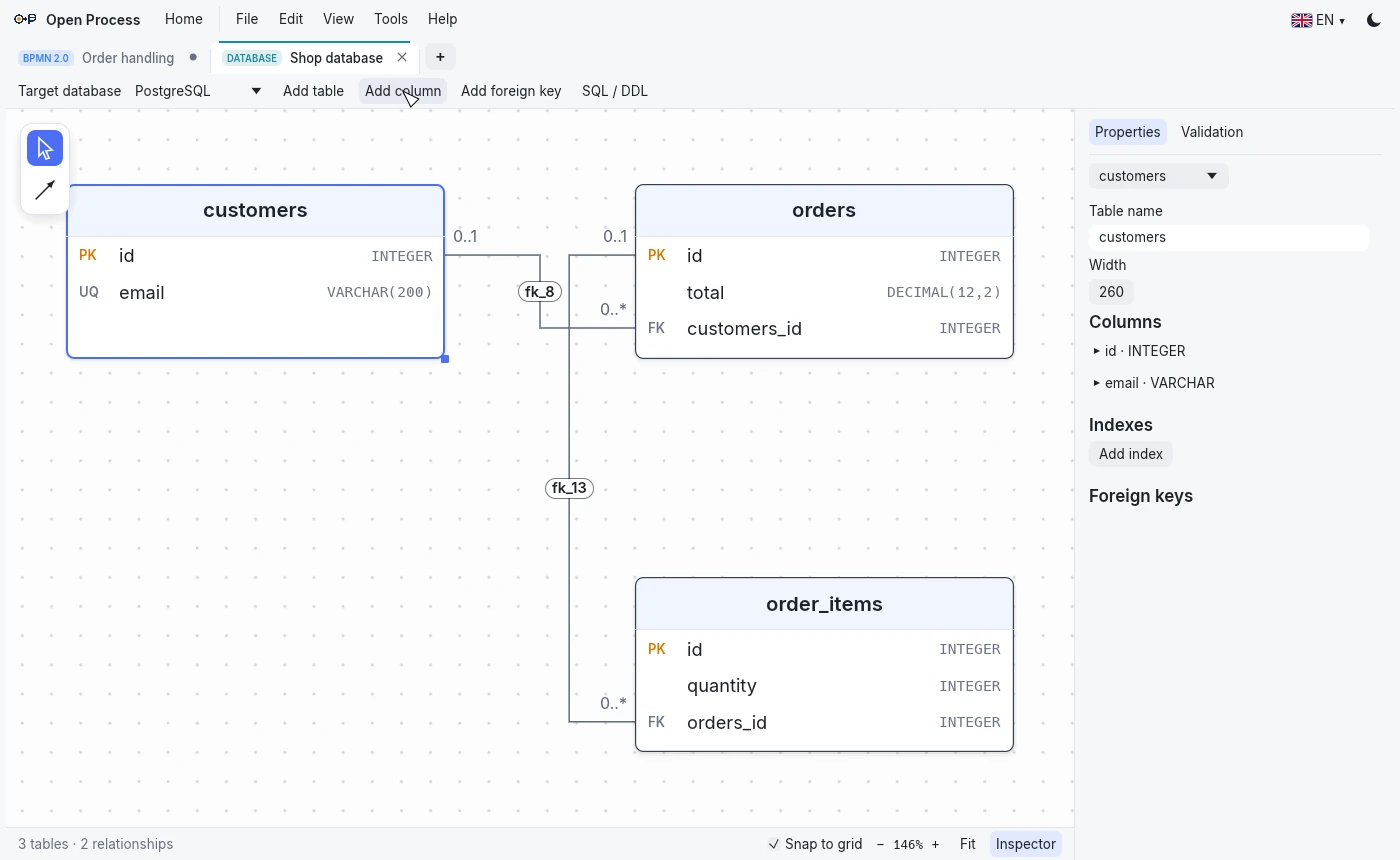 Open Process Home File Edit View Tools Help EN
BPMN 2.0 Order handling DATABASE Shop database
Target database PostgreSQL Add table Add column Add foreign key SQL / DDL
customers
PK id INTEGER
UQ email VARCHAR(200)
0..1
fk_8
0..1
0..*
orders
PK id INTEGER
total DECIMAL(12,2)
FK customers_id INTEGER
fk_13
0..*
order_items
PK id INTEGER
quantity INTEGER
FK orders_id INTEGER
Properties Validation
customers
Table name
customers
Width
260
Columns
id · INTEGER
email · VARCHAR
Indexes
Add index
Foreign keys
3 tables · 2 relationships Snap to grid − 146% + Fit Inspector